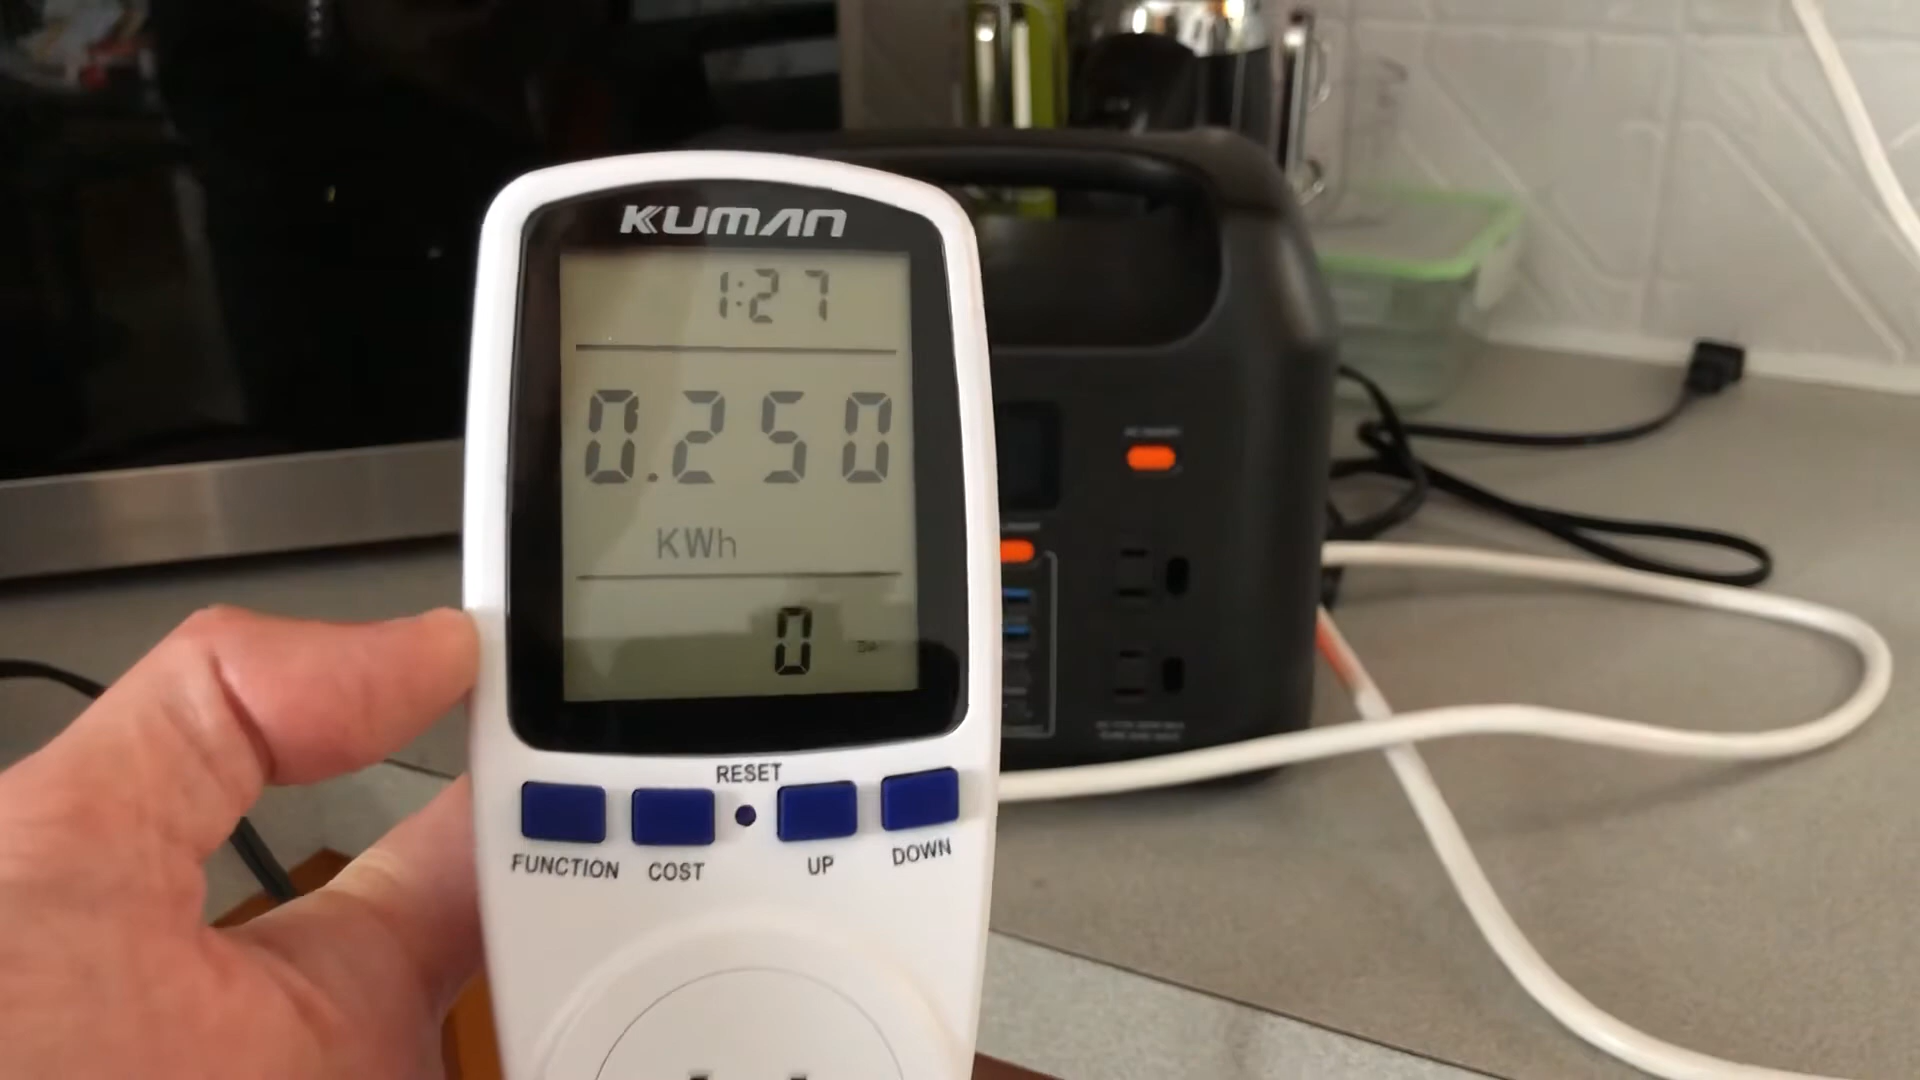 KUMAN
1:27
0.250
KWh
0
RESET
FUNCTION
COST
UP
DOWN